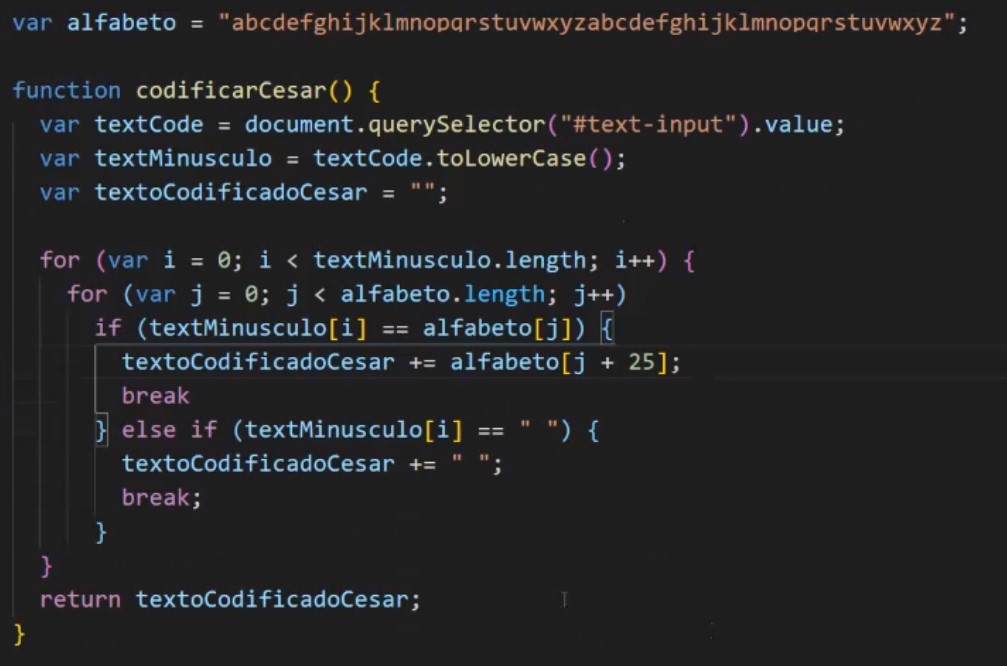 var alfabeto = "abcdefghijklmnopqrstuvwxyzabcdefghijklmnopqrstuvwxyz";
function codificarCesar() {
var textCode = document.querySelector("#text-input").value;
var textMinusculo = textCode.toLowerCase();
var textoCodificadoCesar = "";
for (var i = 0; i < textMinusculo.length; i++) {
for (var j = 0; j < alfabeto.length; j++)
if (textMinusculo[i] == alfabeto[j]) {
textoCodificadoCesar += alfabeto[j + 25];
break
} else if (textMinusculo[i] == " ") {
textoCodificadoCesar += " ";
break;
}
}
return textoCodificadoCesar;
}